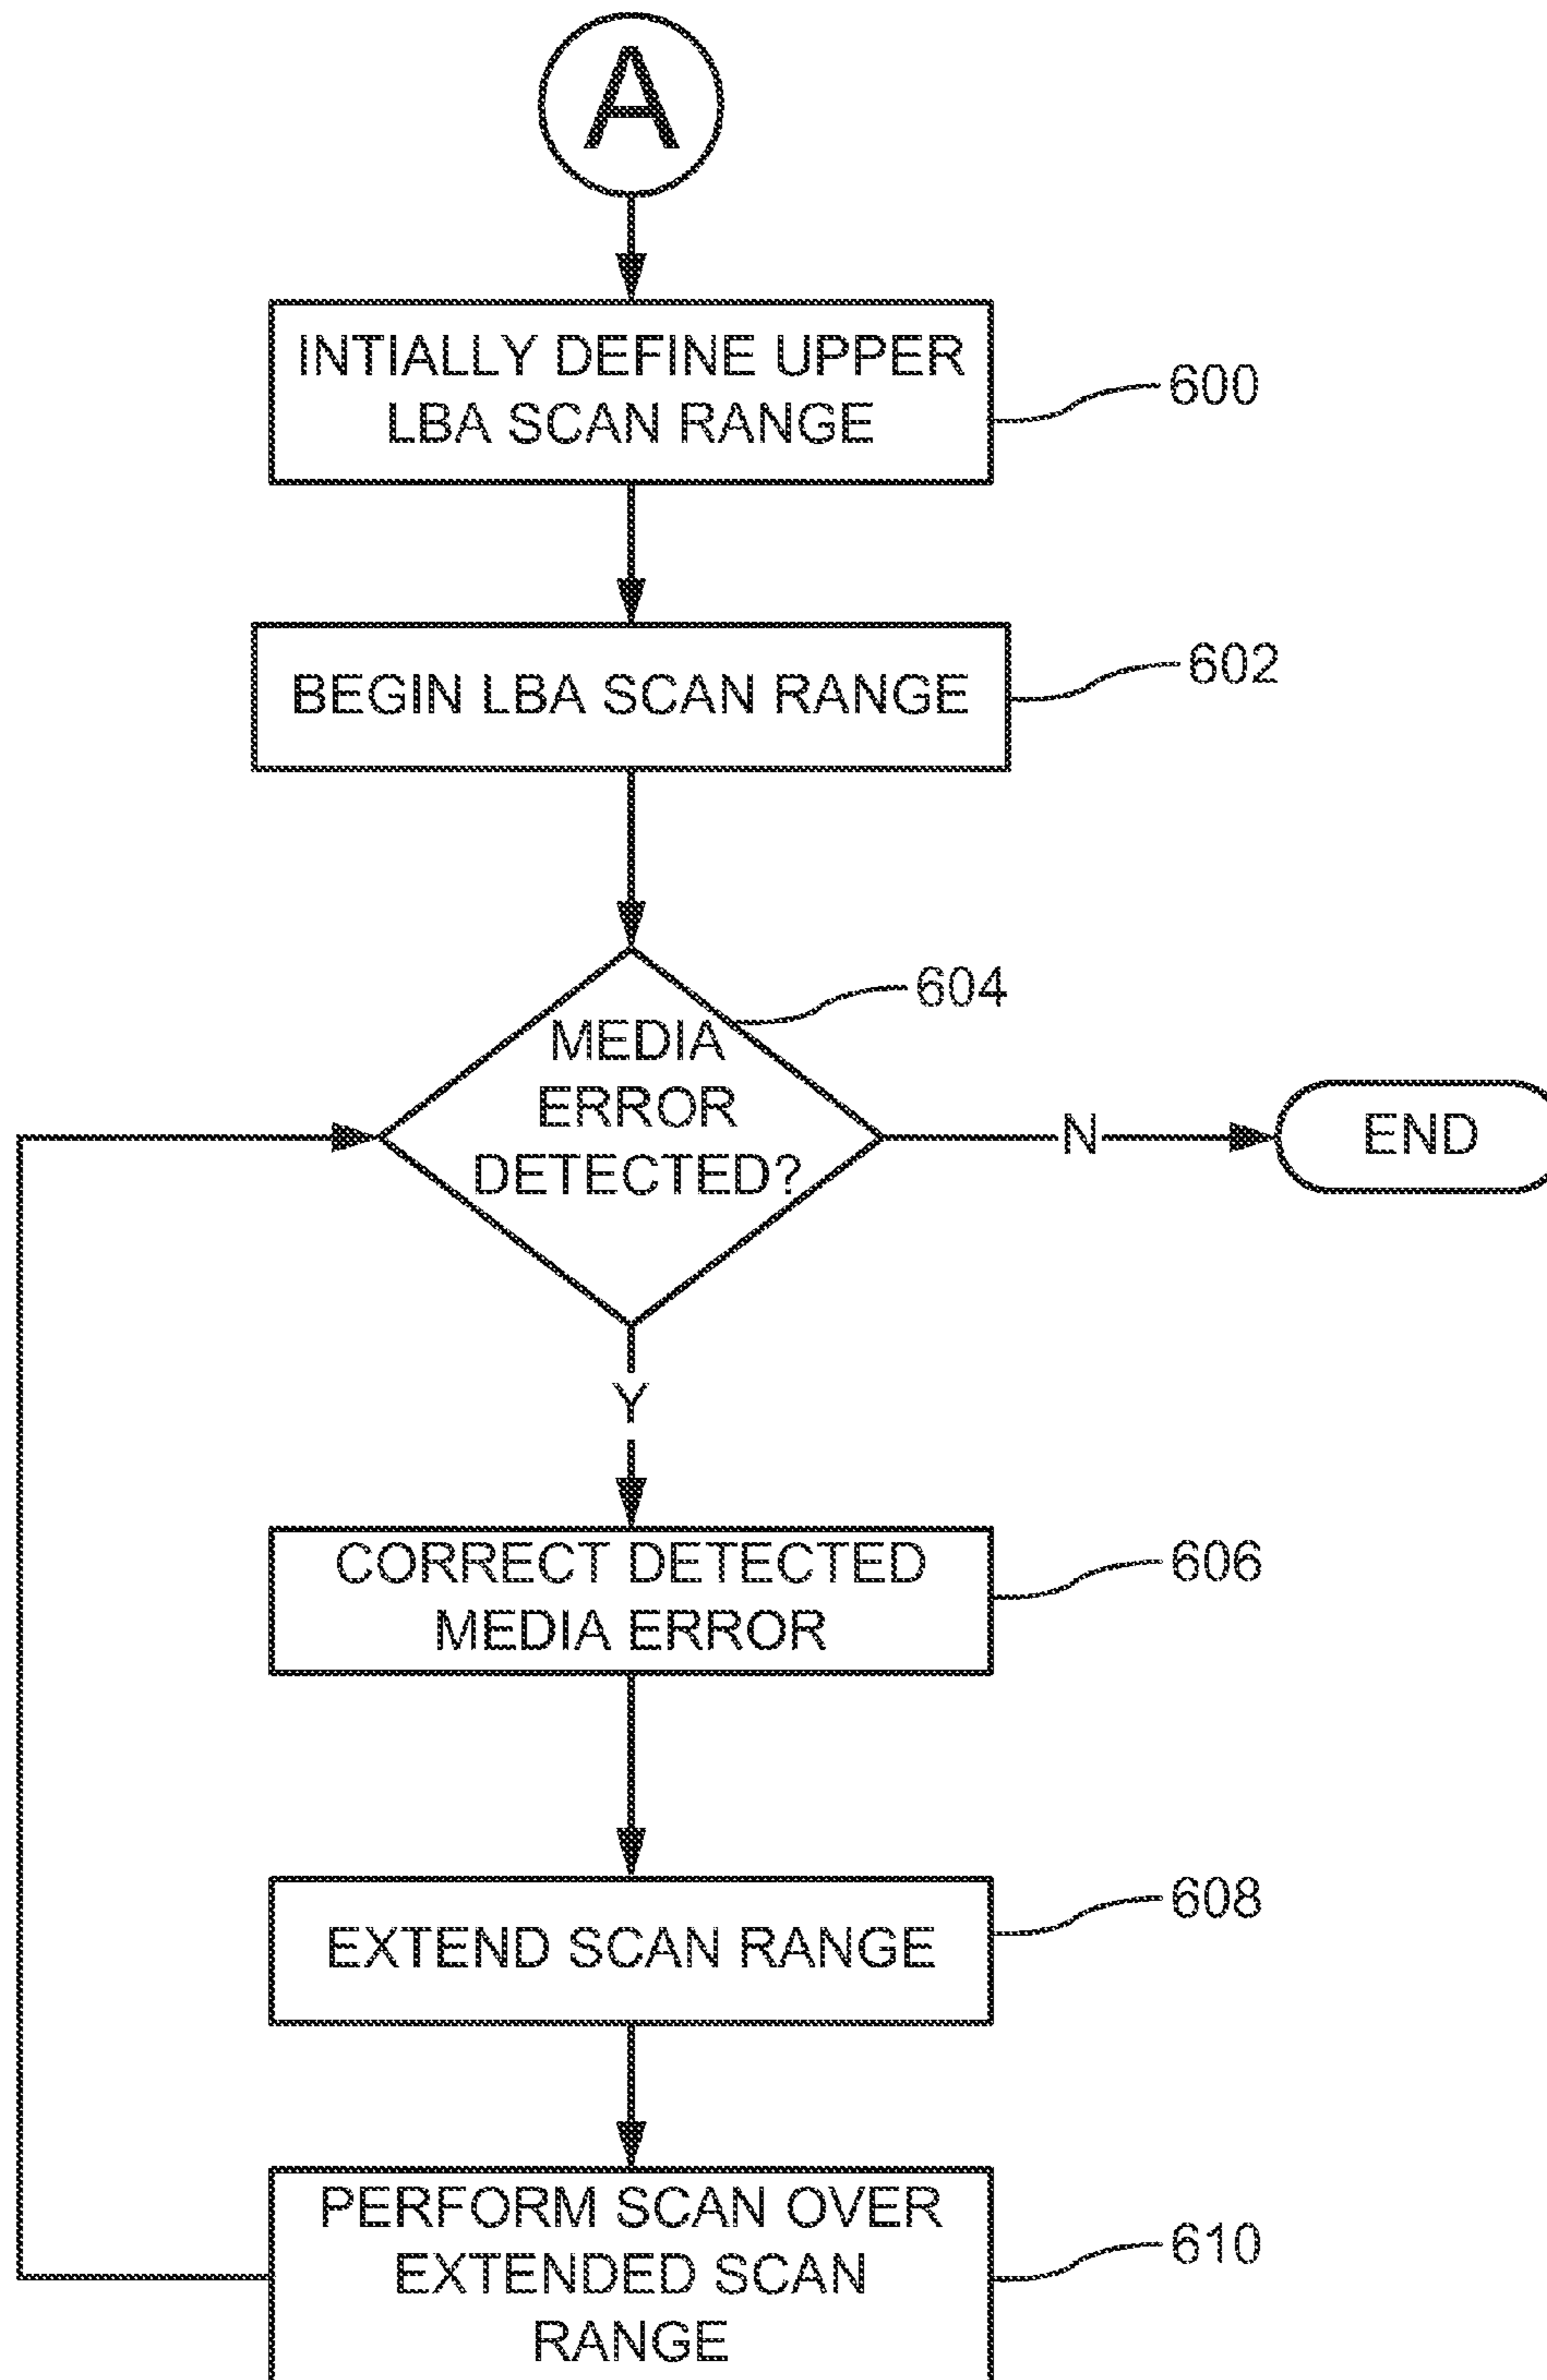 A
INTIALLY DEFINE UPPER
LBA SCAN RANGE
600
BEGIN LBA SCAN RANGE
602
604
MEDIA
ERROR
DETECTED?
N
END
Y
CORRECT DETECTED
MEDIA ERROR
606
EXTEND SCAN RANGE
608
PERFORM SCAN OVER
EXTENDED SCAN
RANGE
610